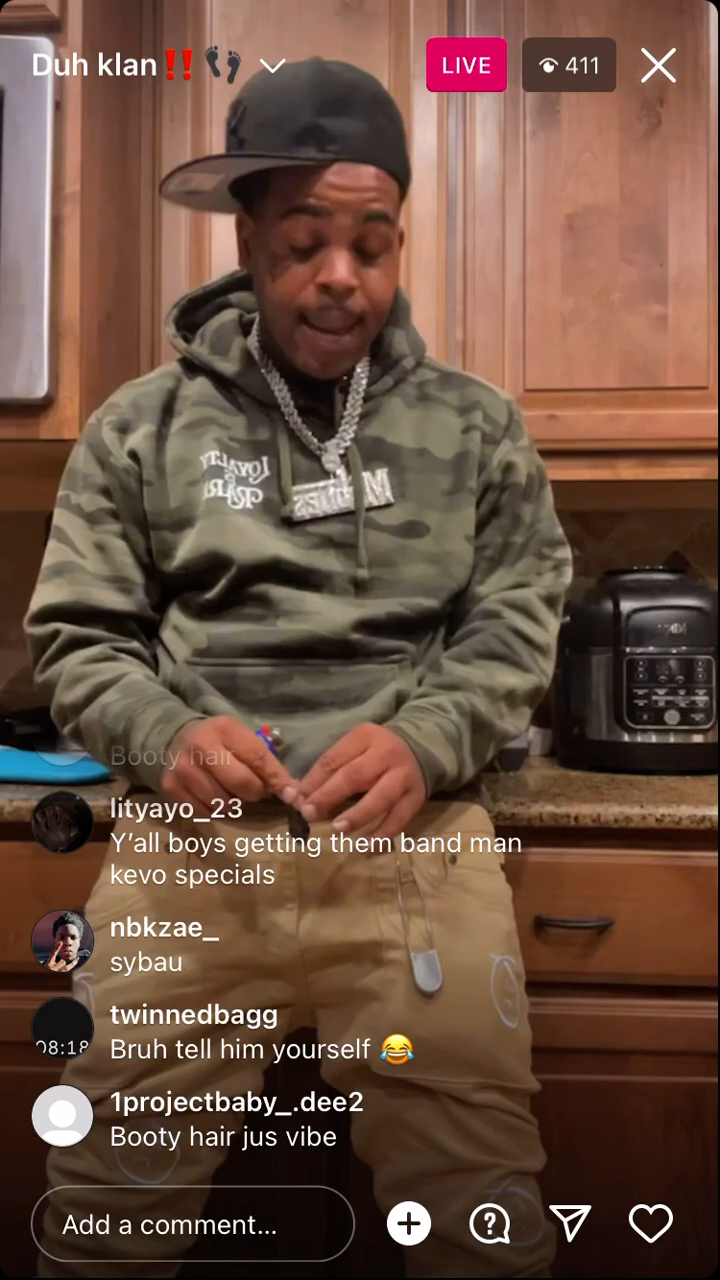 Duh klan‼️👣
LIVE
411
LOYALTY
Booty hair
lityayo_23
Y'all boys getting them band man
kevo specials
nbkzae_
sybau
08:18
twinnedbagg
Bruh tell him yourself 😂
1projectbaby_.dee2
Booty hair jus vibe
Add a comment...